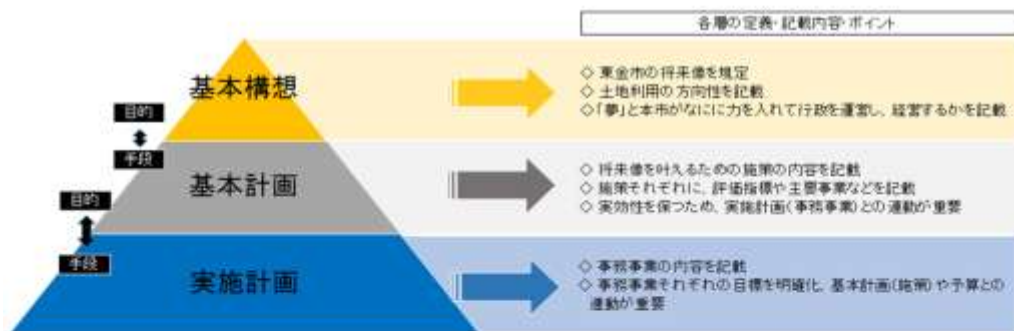 各層の定義・記載内容・ポイント
基本構想
◇ 東金市の将来像を規定
◇ 土地利用の方向性を記載
◇「夢」と本市がなにに力を入れて行政を運営し、経営するかを記載
目的
手段
基本計画
◇ 将来像を叶えるための施策の内容を記載
◇ 施策それぞれに、評価指標や主要事業などを記載
◇ 実効性を保つため、実施計画(事務事業)との連動が重要
目的
手段
実施計画
◇ 事務事業の内容を記載
◇ 事務事業それぞれの目標を明確化、基本計画(施策)や予算との
連動が重要